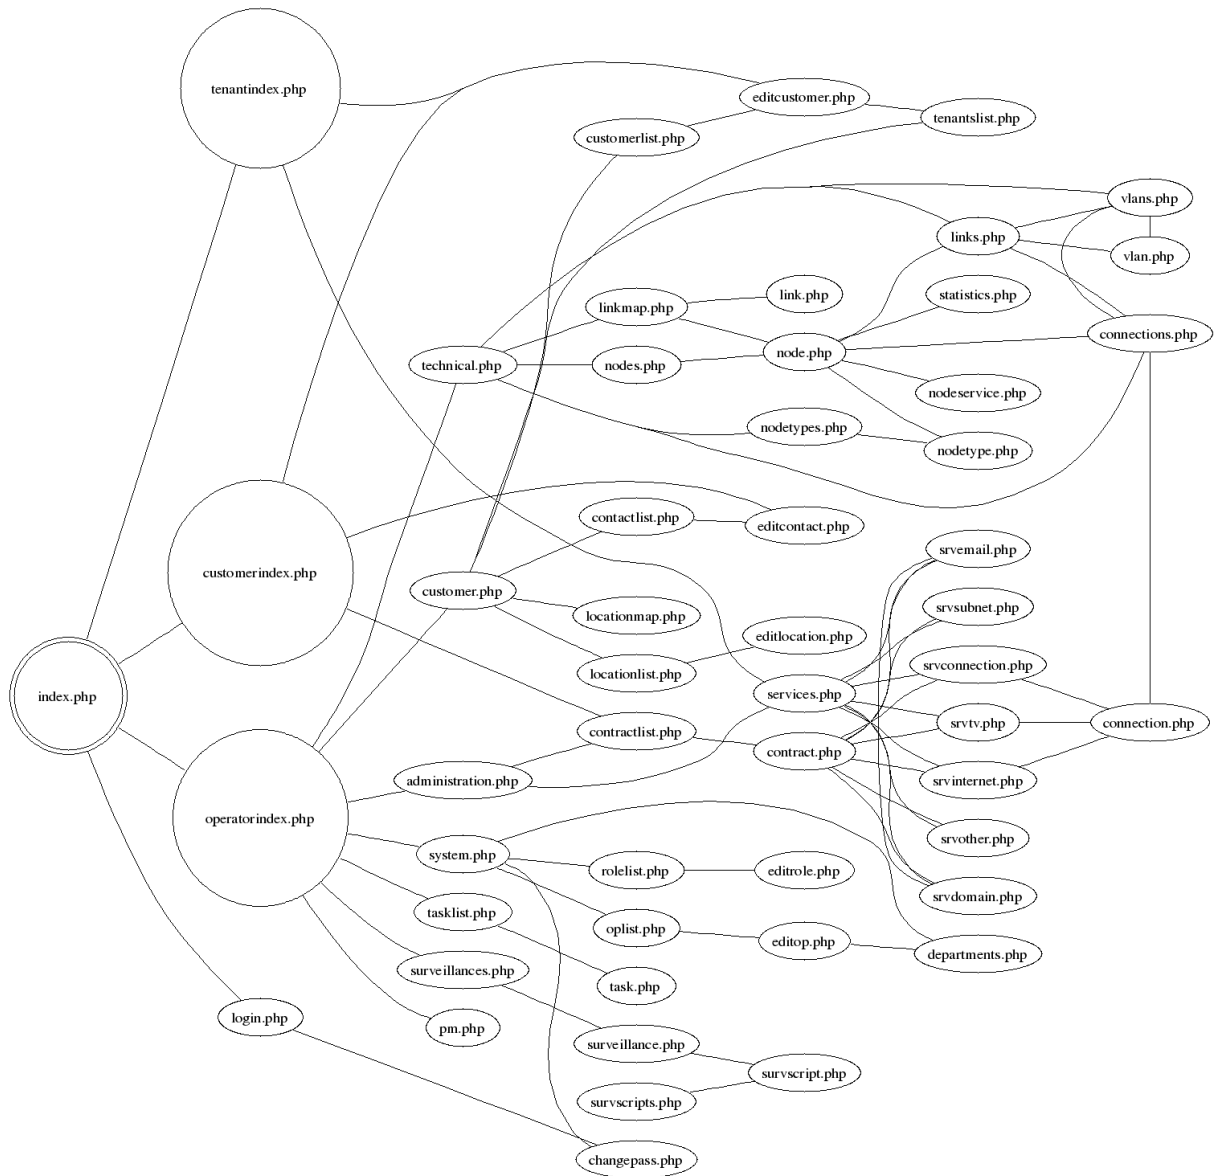 tenantindex.php
editcustomer.php
tenantslist.php
customerlist.php
vlans.php
links.php
vlan.php
link.php
statistics.php
linkmap.php
connections.php
node.php
technical.php
nodes.php
nodeservice.php
nodetypes.php
nodetype.php
contactlist.php
editcontact.php
srvemail.php
customerindex.php
customer.php
srvsubnet.php
locationmap.php
editlocation.php
srvconnection.php
locationlist.php
services.php
index.php
srvtv.php
connection.php
contractlist.php
contract.php
administration.php
srvinternet.php
operatorindex.php
srvother.php
system.php
rolelist.php
editrole.php
srvdomain.php
tasklist.php
oplist.php
editop.php
departments.php
surveillances.php
task.php
login.php
pm.php
surveillance.php
survscript.php
survscripts.php
changepass.php